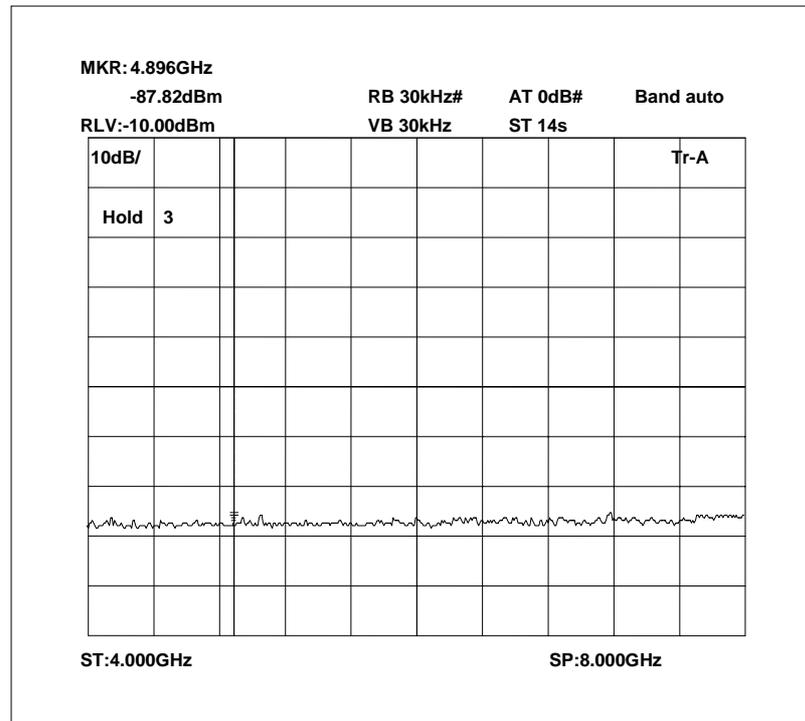 MKR: 4.896GHz
-87.82dBm RB 30kHz# AT 0dB# Band auto
RLV:-10.00dBm VB 30kHz ST 14s
10dB/ Tr-A
Hold 3
ST:4.000GHz SP:8.000GHz